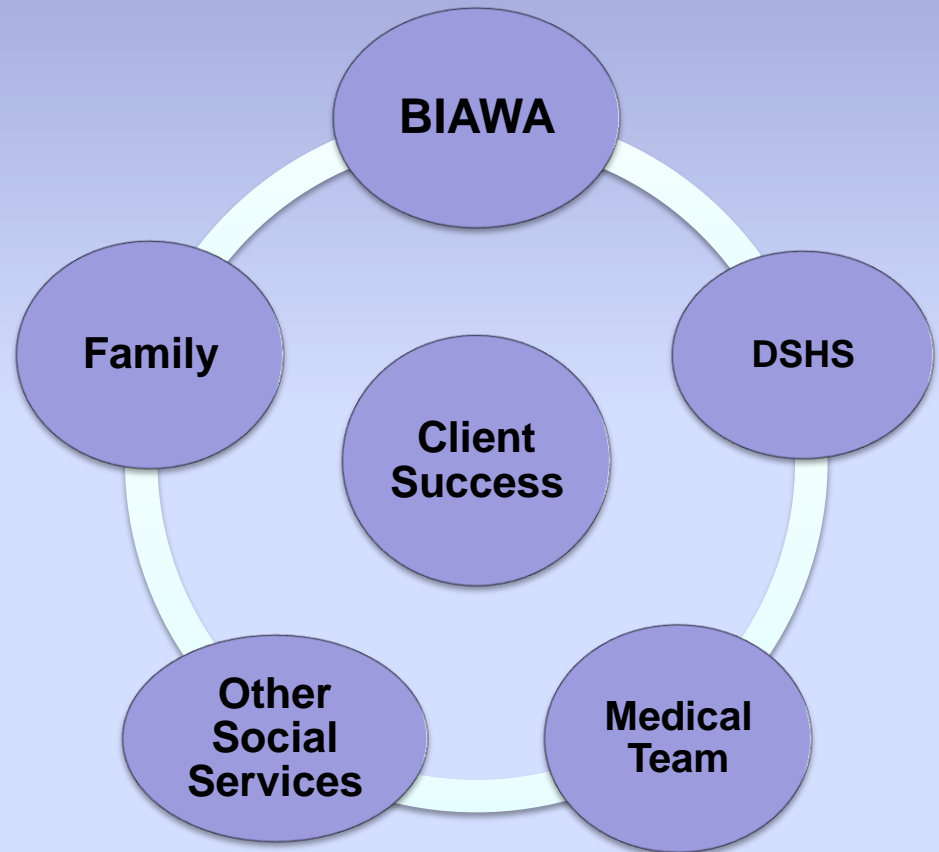 BIAWA
Family
DSHS
Client
Success
Other
Social
Services
Medical
Team